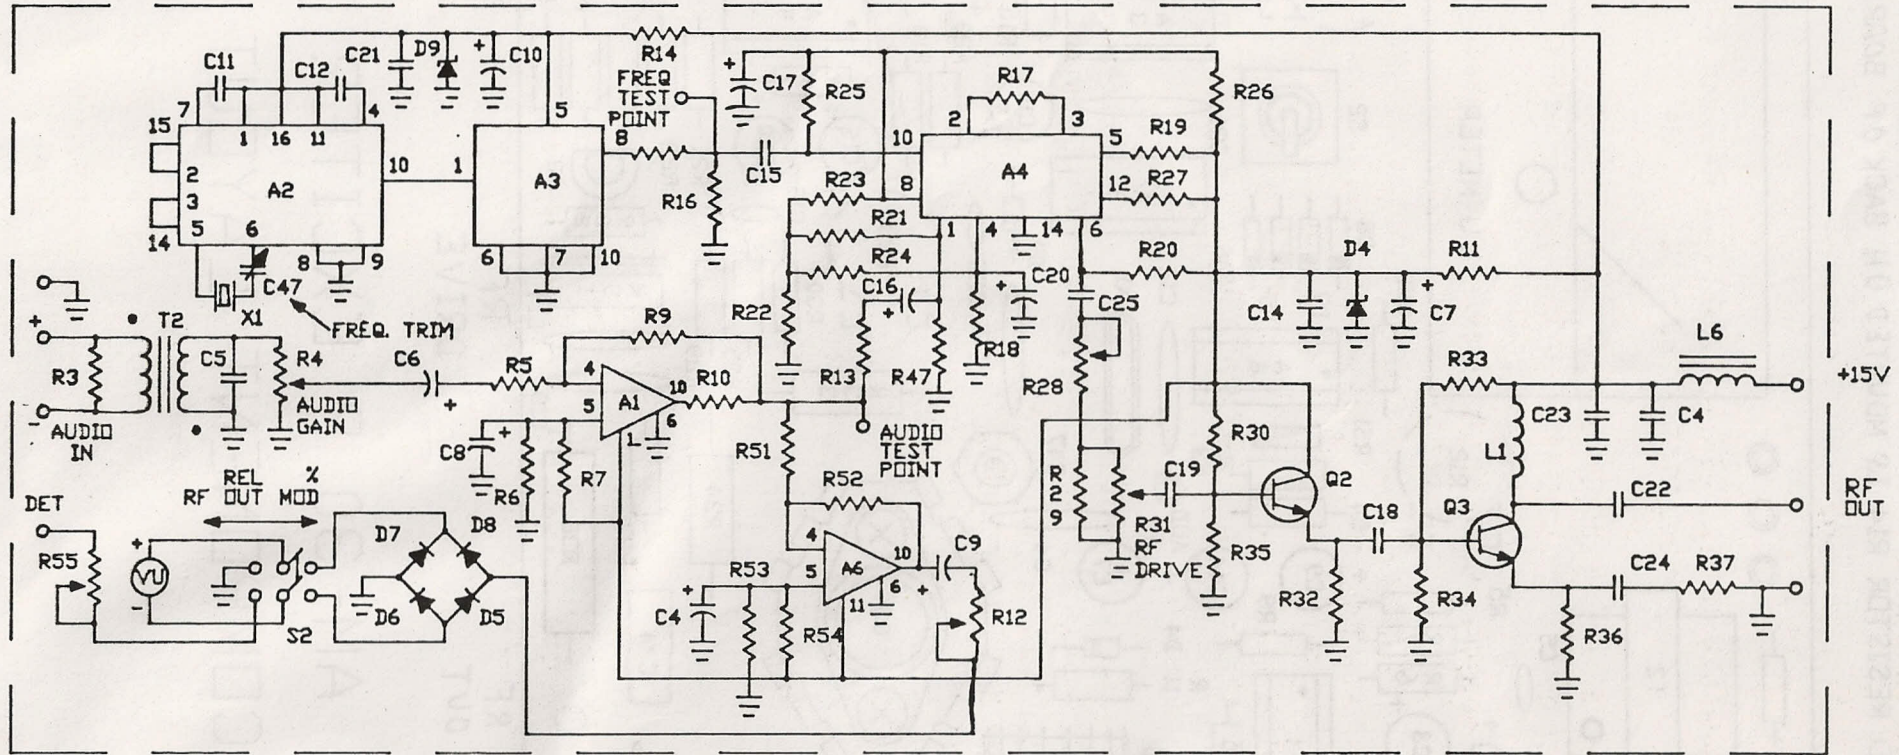 R14
C11
C12
C21
D9
+
C10
FREQ
TEST
POINT
+
C17
R25
R17
R26
7
1
16
11
4
5
2
3
15
2
3
14
A2
10
1
A3
8
R16
C15
10
8
A4
5
R19
12
R27
5
6
8
9
6
7
10
R23
R21
R24
1
4
14
6
R20
C47
X1
FREQ. TRIM
R22
C16
+
R13
R47
R18
+
C20
C25
R28
C14
D4
+
C7
R11
+
-
AUDIO
IN
R3
T2
C5
R4
AUDIO
GAIN
C6
+
R5
R9
4
5
A1
10
6
1
R10
+
C8
R6
R7
R51
AUDIO
TEST
POINT
R29
R31
RF
DRIVE
C19
R30
R35
Q2
R32
C18
R33
R34
Q3
L1
C23
C4
L6
+15V
C22
RF
OUT
C24
R37
R36
DET
R55
RF
REL
OUT
%
MOD
+
VU
-
S2
D7
D8
D6
D5
R52
4
5
A6
10
6
11
C9
+
R12
+
C4
R53
R54